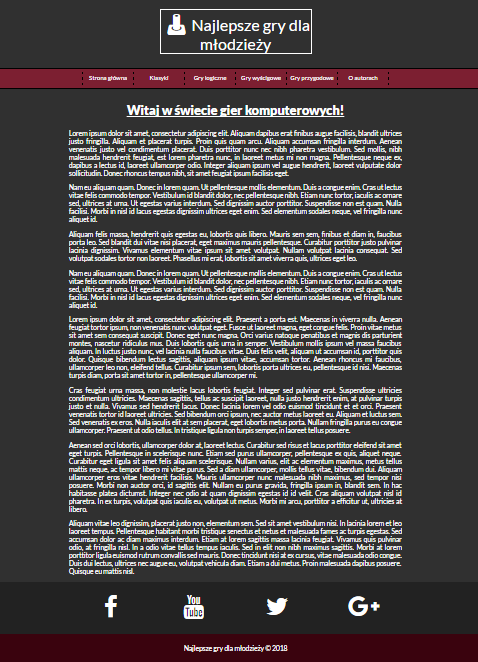 Najlepsze gry dla
młodzieży
Strona główna Klasyki Gry logiczne Gry wyścigowe Gry przygodowe O autorach
Witaj w świecie gier komputerowych!
Lorem ipsum dolor sit amet, consectetur adipiscing elit. Aliquam dapibus erat finibus augue facilisis, blandit ultrices
justo fringilla. Aliquam et placerat turpis. Proin quis quam arcu. Aliquam accumsan fringilla interdum. Aenean
venenatis justo vel condimentum placerat. Duis porttitor nunc nec nibh pharetra vestibulum. Sed mollis, nibh
malesuada hendrerit feugiat, est lorem pharetra nunc, in laoreet metus mi non magna. Pellentesque neque ex,
dapibus a lectus id, laoreet ullamcorper odio. Integer aliquam ipsum vel augue hendrerit, laoreet vulputate dolor
sollicitudin. Donec rhoncus tempus nibh, sit amet feugiat ipsum facilisis eget.
Nam eu aliquam quam. Donec in lorem quam. Ut pellentesque mollis elementum. Duis a congue enim. Cras ut lectus
vitae felis commodo tempor. Vestibulum id blandit dolor, nec pellentesque nibh. Etiam nunc tortor, iaculis ac ornare
sed, ultrices at urna. Ut egestas varius interdum. Sed dignissim auctor porttitor. Suspendisse non est quam. Nulla
facilisi. Morbi in nisl id lacus egestas dignissim ultrices eget enim. Sed elementum sodales neque, vel fringilla nunc
aliquet id.
Aliquam felis massa, hendrerit quis egestas eu, lobortis quis libero. Mauris sem sem, finibus et diam in, faucibus
porta leo. Sed blandit dui vitae nisi placerat, eget maximus mauris pellentesque. Curabitur porttitor justo pulvinar
lacinia dignissim. Vivamus elementum vitae ipsum sit amet volutpat. Nullam volutpat lacinia consequat. Sed
volutpat sodales tortor non laoreet. Phasellus mi erat, lobortis sit amet viverra quis, ultrices eget leo.
Nam eu aliquam quam. Donec in lorem quam. Ut pellentesque mollis elementum. Duis a congue enim. Cras ut lectus
vitae felis commodo tempor. Vestibulum id blandit dolor, nec pellentesque nibh. Etiam nunc tortor, iaculis ac ornare
sed, ultrices at urna. Ut egestas varius interdum. Sed dignissim auctor porttitor. Suspendisse non est quam. Nulla
facilisi. Morbi in nisl id lacus egestas dignissim ultrices eget enim. Sed elementum sodales neque, vel fringilla nunc
aliquet id.
Lorem ipsum dolor sit amet, consectetur adipiscing elit. Praesent a porta est. Maecenas in viverra nulla. Aenean
feugiat tortor ipsum, non venenatis nunc volutpat eget. Fusce ut laoreet magna, eget congue felis. Proin vitae metus
sit amet sem consequat suscipit. Donec eget nunc magna. Orci varius natoque penatibus et magnis dis parturient
montes, nascetur ridiculus mus. Duis lobortis quis urna in semper. Vestibulum mollis ipsum vel massa faucibus
aliquam. In luctus justo nunc, vel lacinia nulla faucibus vitae. Duis felis velit, aliquam ut accumsan id, porttitor quis
dolor. Quisque bibendum lectus sagittis, aliquam ipsum vitae, accumsan tortor. Aenean rhoncus mi faucibus,
ullamcorper leo non, eleifend tellus. Curabitur ipsum sem, lobortis porta ultrices eu, pellentesque id nisi. Maecenas
turpis diam, porta sit amet tortor in, pellentesque ullamcorper mi.
Cras feugiat urna massa, non molestie lacus lobortis feugiat. Integer sed pulvinar erat. Suspendisse ultricies
condimentum ultricies. Maecenas sagittis, tellus ac suscipit laoreet, nulla justo hendrerit enim, at pulvinar turpis
justo et nulla. Vivamus sed hendrerit lacus. Donec lacinia lorem vel odio euismod tincidunt et et orci. Praesent
venenatis tortor id laoreet ultricies. Sed bibendum orci ipsum, nec auctor metus laoreet eu. Aliquam et luctus sem.
Sed venenatis ex eros. Nulla iaculis elit at sem placerat, eget lobortis metus porta. Nullam fringilla purus eu congue
ullamcorper. Praesent ut odio tellus. In tristique ligula non turpis semper, in laoreet tellus posuere.
Aenean sed orci lobortis, ullamcorper dolor at, laoreet lectus. Curabitur sed risus et lacus porttitor eleifend sit amet
eget turpis. Pellentesque in scelerisque nunc. Etiam sed purus ullamcorper, pellentesque ex quis, aliquet neque.
Curabitur eget ligula sit amet felis aliquam scelerisque. Nullam varius, elit ac elementum maximus, metus tellus
mattis neque, ac tempor libero mi vitae purus. Sed a diam ullamcorper, mollis tellus vitae, bibendum dui. Aliquam
ullamcorper eros vitae hendrerit facilisis. Mauris ullamcorper nunc malesuada nibh maximus, sed tempor nisi
posuere. Morbi non auctor orci, id sagittis elit. Nullam eu purus gravida, fringilla ipsum in, blandit sem. In hac
habitasse platea dictumst. Integer nec odio at quam dignissim egestas id id velit. Cras aliquam volutpat nisl id
pharetra. In ex turpis, volutpat quis iaculis eu, volutpat ut metus. Morbi mi arcu, porttitor a efficitur ut, ultricies at
libero.
Aliquam vitae leo dignissim, placerat justo non, elementum sem. Sed sit amet vestibulum nisi. In lacinia lorem et leo
laoreet tempus. Pellentesque habitant morbi tristique senectus et netus et malesuada fames ac turpis egestas. Sed
accumsan dolor ac diam maximus interdum. Etiam at lorem sagittis massa lacinia feugiat. Vivamus quis pulvinar
odio, at fringilla nisl. In a odio vitae tellus tempus iaculis. Sed in elit non nibh maximus sagittis. Morbi at lorem
porttitor ligula euismod rutrum convallis sed mauris. Donec tincidunt nisi at ex cursus, vitae malesuada odio congue.
Duis dui lectus, ultrices nec augue eu, volutpat vehicula diam. Etiam a dui metus. Proin malesuada dapibus posuere.
Quisque eu mattis nisl.
You
Tube
G+
Najlepsze gry dla młodzieży © 2018